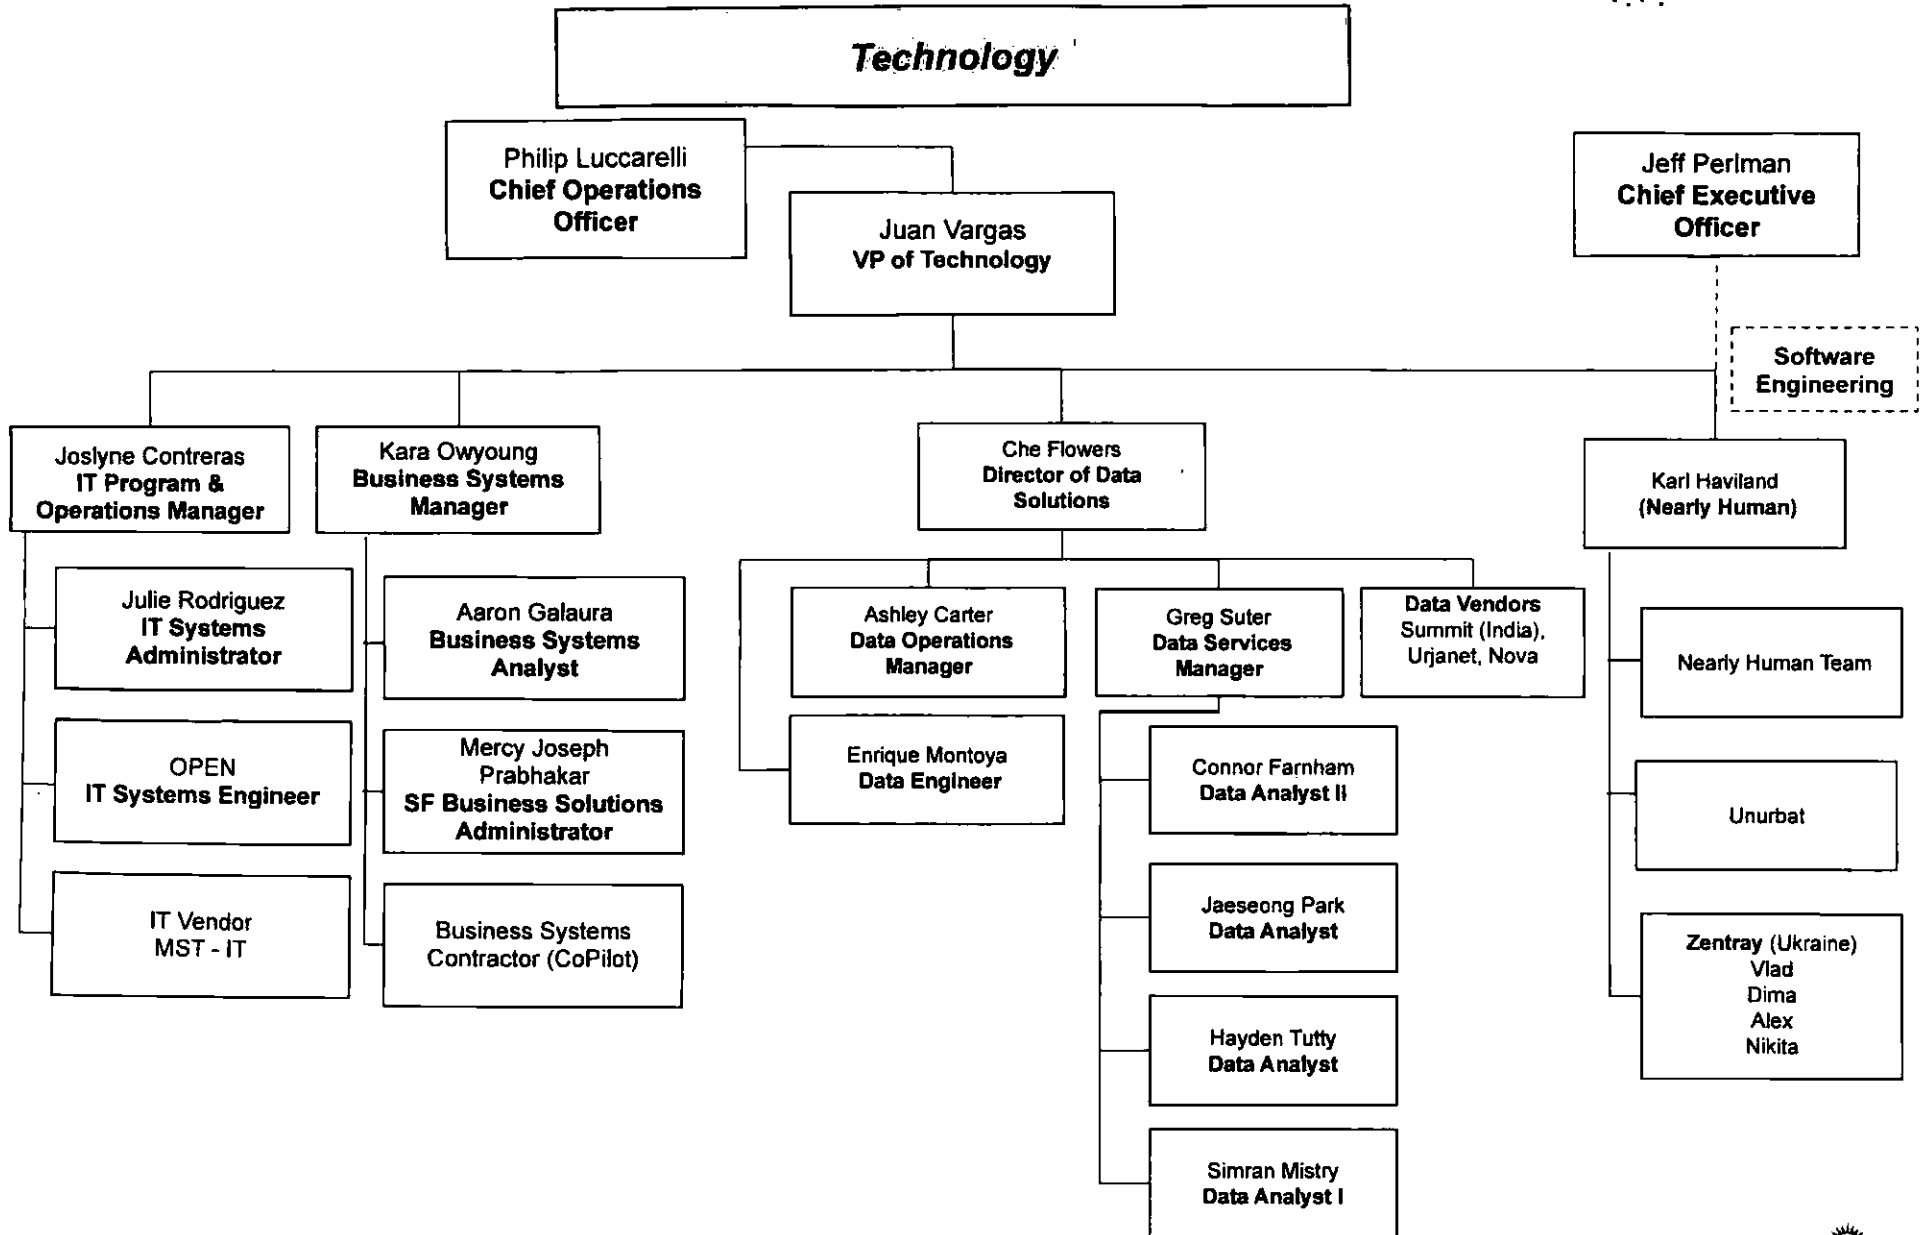 Technology
Philip Luccarelli
Chief Operations
Officer
Juan Vargas
VP of Technology
Jeff Perlman
Chief Executive
Officer
Software
Engineering
Joslyne Contreras
IT Program &
Operations Manager
Kara Owyoung
Business Systems
Manager
Che Flowers
Director of Data
Solutions
Karl Haviland
(Nearly Human)
Julie Rodriguez
IT Systems
Administrator
OPEN
IT Systems Engineer
IT Vendor
MST - IT
Aaron Galaura
Business Systems
Analyst
Mercy Joseph
Prabhakar
SF Business Solutions
Administrator
Business Systems
Contractor (CoPilot)
Ashley Carter
Data Operations
Manager
Enrique Montoya
Data Engineer
Greg Suter
Data Services
Manager
Connor Farnham
Data Analyst II
Jaeseong Park
Data Analyst
Hayden Tutty
Data Analyst
Simran Mistry
Data Analyst I
Data Vendors
Summit (India),
Urjanet, Nova
Nearly Human Team
Unurbat
Zentray (Ukraine)
Vlad
Dima
Alex
Nikita